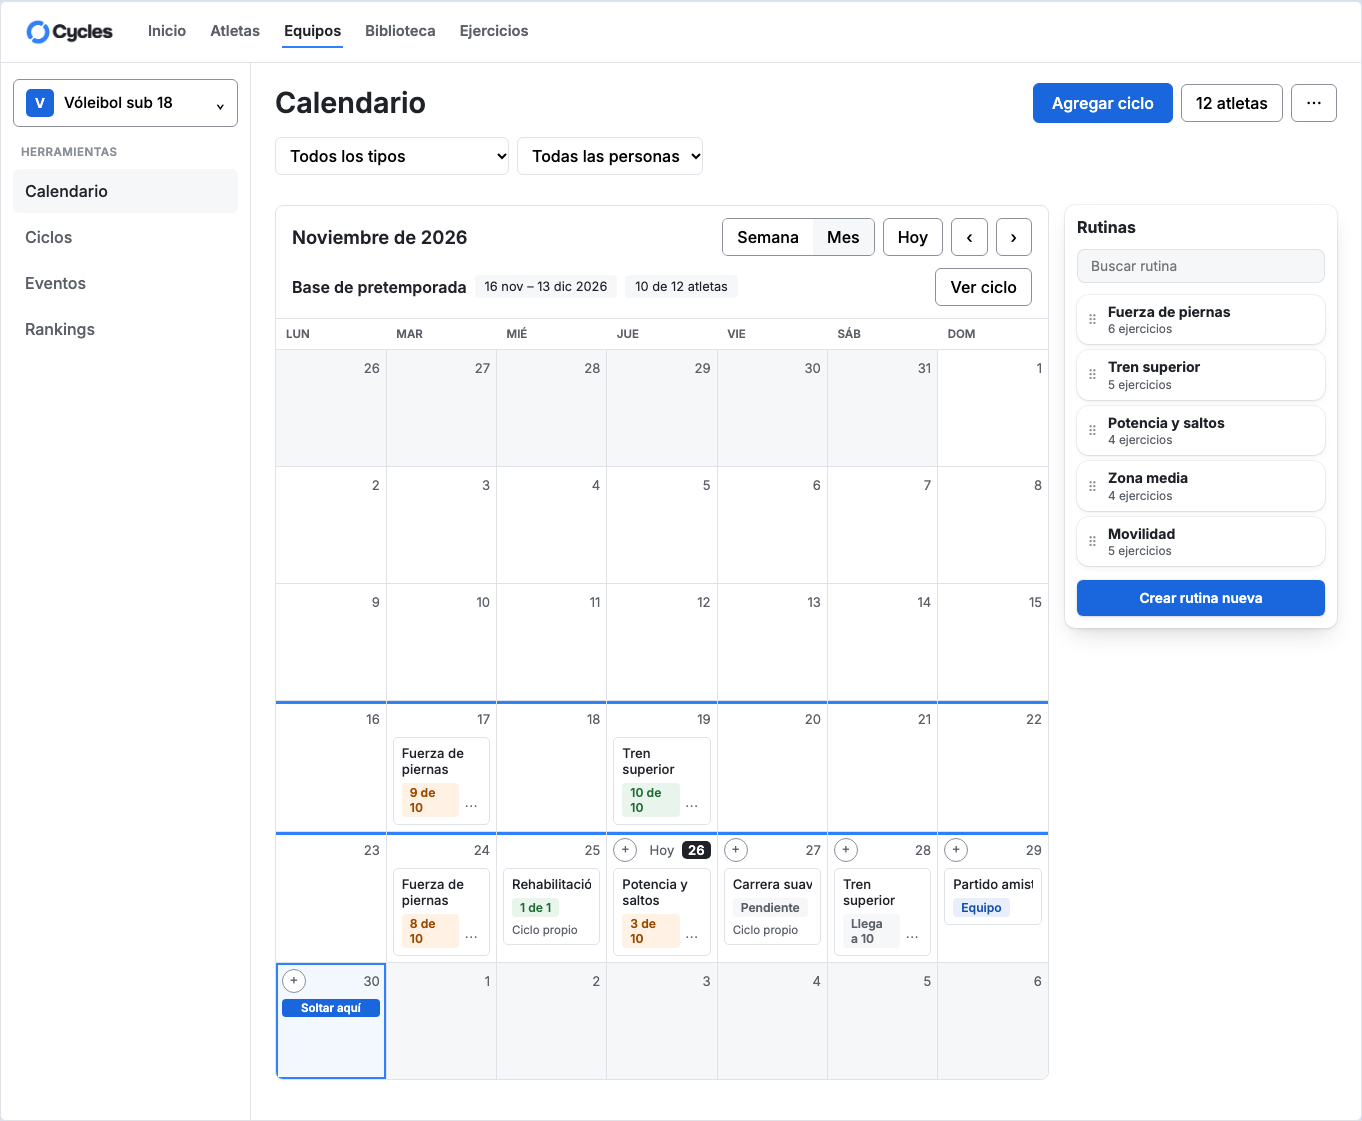 Cycles
Inicio
Atletas
Equipos
Biblioteca
Ejercicios
V
Vóleibol sub 18
HERRAMIENTAS
Calendario
Ciclos
Eventos
Rankings
Calendario
Agregar ciclo
12 atletas
...
Todos los tipos
Todas las personas
Noviembre de 2026
Semana
Mes
Hoy
‹
›
Base de pretemporada
16 nov – 13 dic 2026
10 de 12 atletas
Ver ciclo
LUN
MAR
MIÉ
JUE
VIE
SÁB
DOM
26
27
28
29
30
31
1
2
3
4
5
6
7
8
9
10
11
12
13
14
15
16
17
Fuerza de
piernas
9 de
10
...
18
19
Tren
superior
10 de
10
...
20
21
22
23
24
Fuerza de
piernas
8 de
10
...
25
Rehabilitació
1 de 1
Ciclo propio
+
Hoy 26
Potencia y
saltos
3 de
10
...
+
27
Carrera suav
Pendiente
Ciclo propio
+
28
Tren
superior
Llega
a 10
...
+
29
Partido amist
Equipo
+
30
Soltar aquí
1
2
3
4
5
6
Rutinas
Buscar rutina
Fuerza de piernas
6 ejercicios
Tren superior
5 ejercicios
Potencia y saltos
4 ejercicios
Zona media
4 ejercicios
Movilidad
5 ejercicios
Crear rutina nueva